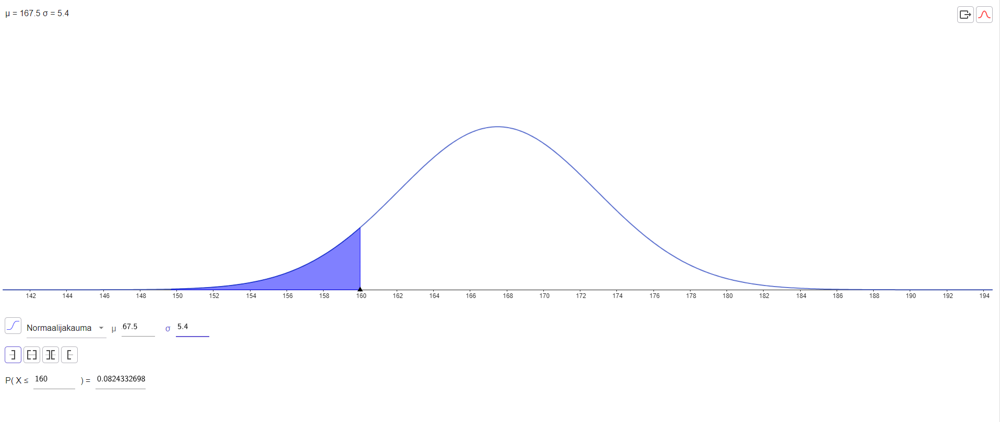 μ = 167.5 σ = 5.4
142 144 146 148 150 152 154 156 158 160 162 164 166 168 170 172 174 176 178 180 182 184 186 188 190 192 194
Normaalijakauma μ 67.5 σ 5.4
P( X ≤ 160 ) = 0.0824332698